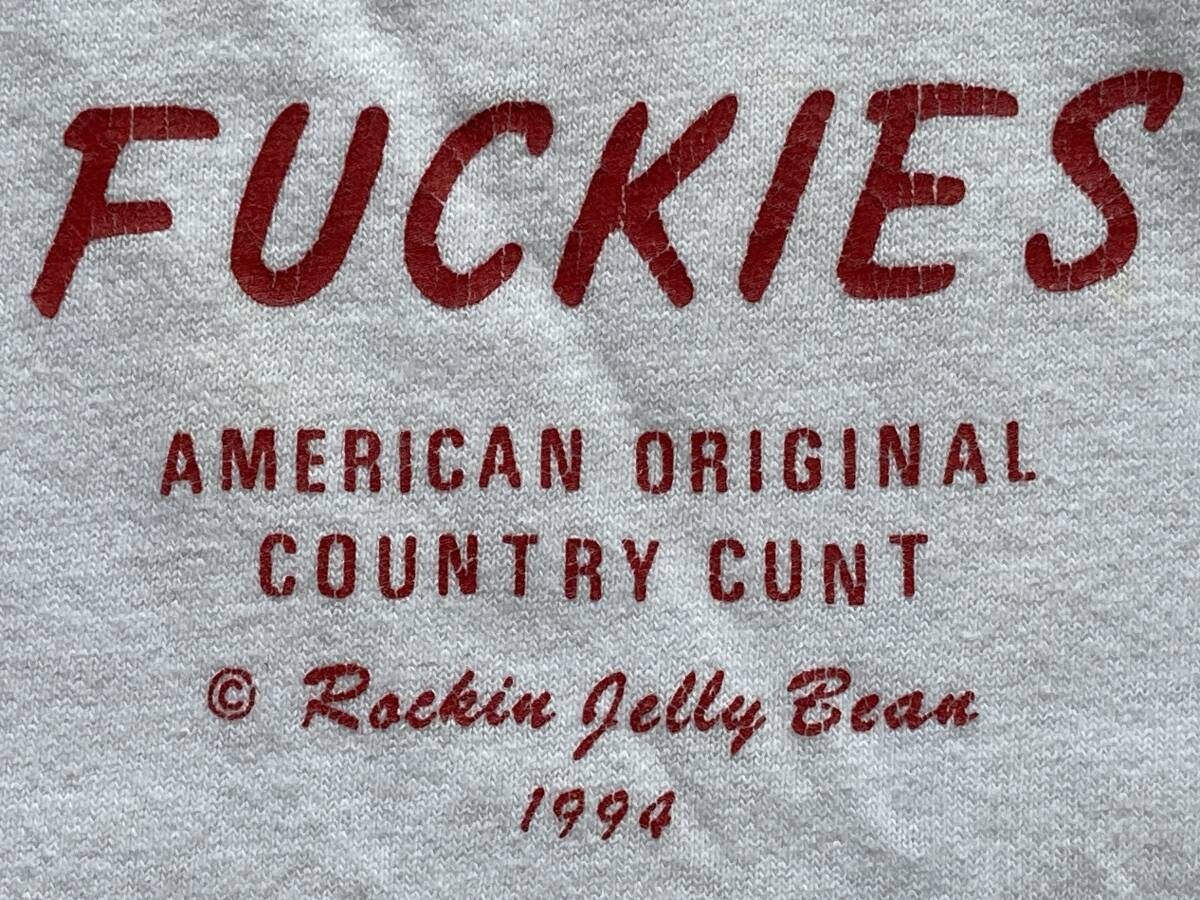 FUCKIES
AMERICAN ORIGINAL
COUNTRY CUNT
© Rockin Jelly Bean
1994